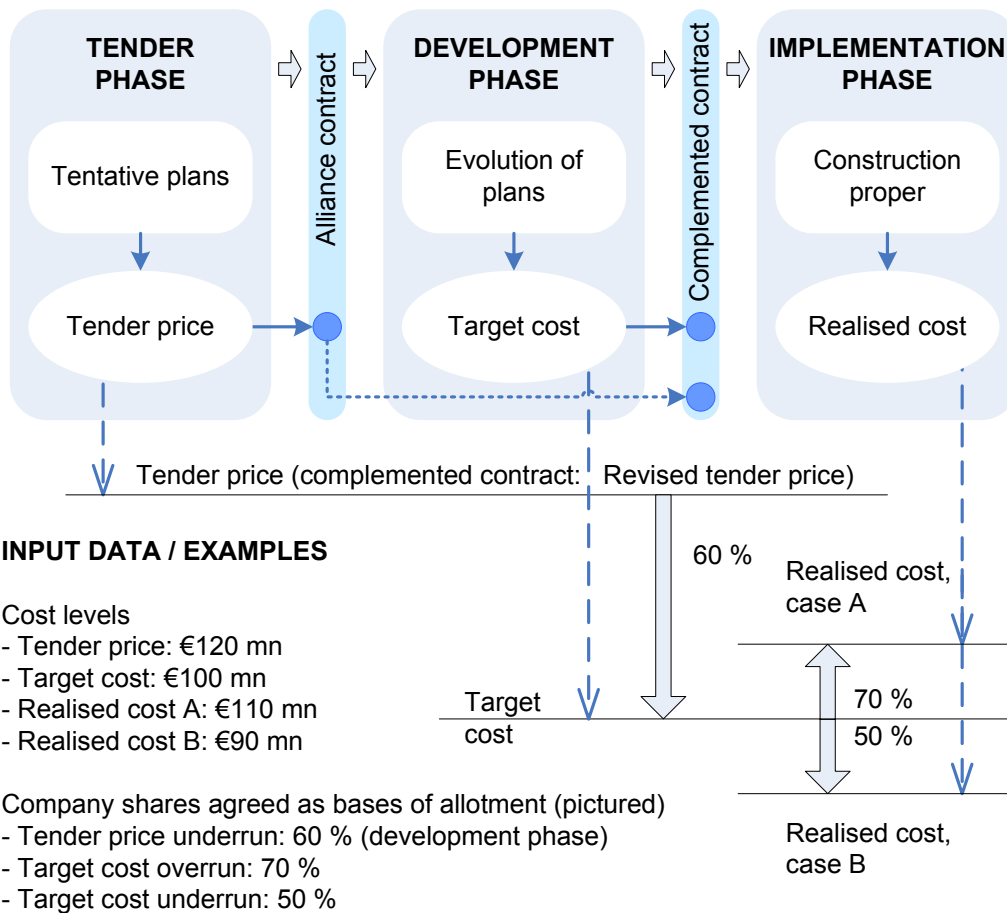 TENDER
PHASE
DEVELOPMENT
PHASE
IMPLEMENTATION
PHASE
Alliance contract
Complemented contract
Tentative plans
Evolution of
plans
Construction
proper
Tender price
Target cost
Realised cost
Tender price (complemented contract: Revised tender price)
INPUT DATA / EXAMPLES
60 %
Realised cost,
case A
Cost levels
- Tender price: €120 mn
- Target cost: €100 mn
- Realised cost A: €110 mn
- Realised cost B: €90 mn
Target
cost
70 %
50 %
Company shares agreed as bases of allotment (pictured)
- Tender price underrun: 60 % (development phase)
- Target cost overrun: 70 %
- Target cost underrun: 50 %
Realised cost,
case B